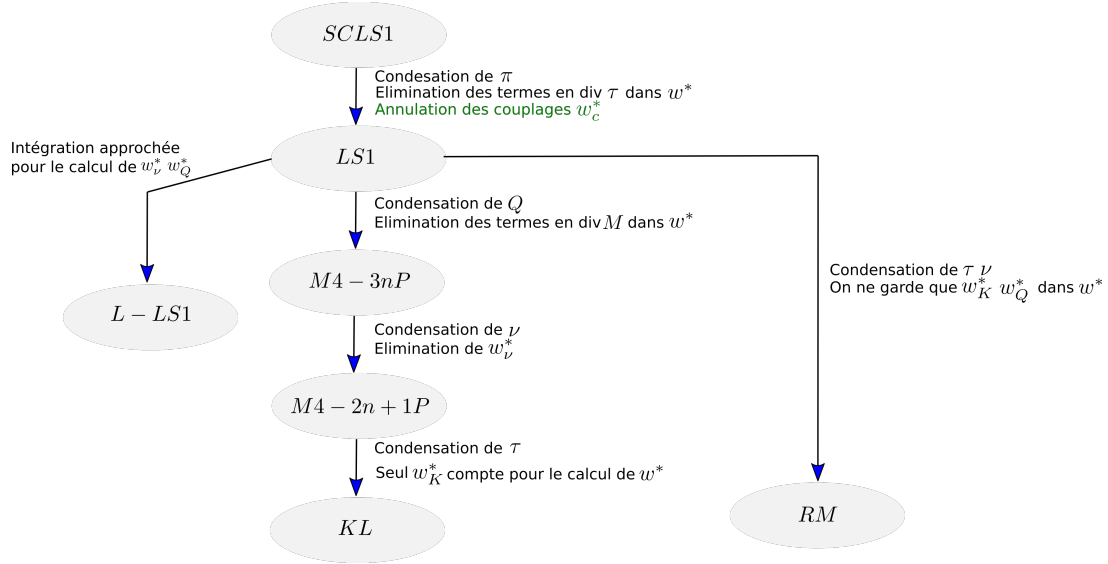 SCLS1
Condesation de π
Elimination des termes en div τ dans w*
Annulation des couplages w*_c
Intégration approchée
pour le calcul de w*_ν w*_Q
LS1
Condensation de Q
Elimination des termes en div M dans w*
M4 − 3nP
L − LS1
Condensation de τ ν
On ne garde que w*_K w*_Q dans w*
Condensation de ν
Elimination de w*_ν
M4 − 2n + 1P
Condensation de τ
Seul w*_K compte pour le calcul de w*
KL
RM